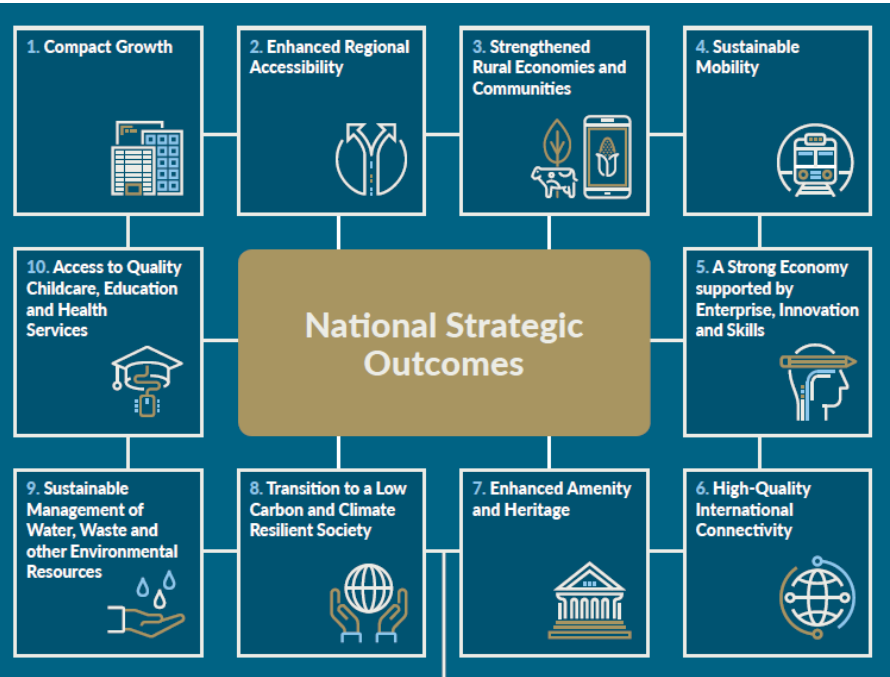 1. Compact Growth
2. Enhanced Regional
Accessibility
3. Strengthened
Rural Economies and
Communities
4. Sustainable
Mobility
10. Access to Quality
Childcare, Education
and Health
Services
National Strategic
Outcomes
5. A Strong Economy
supported by
Enterprise, Innovation
and Skills
9. Sustainable
Management of
Water, Waste and
other Environmental
Resources
8. Transition to a Low
Carbon and Climate
Resilient Society
7. Enhanced Amenity
and Heritage
6. High-Quality
International
Connectivity